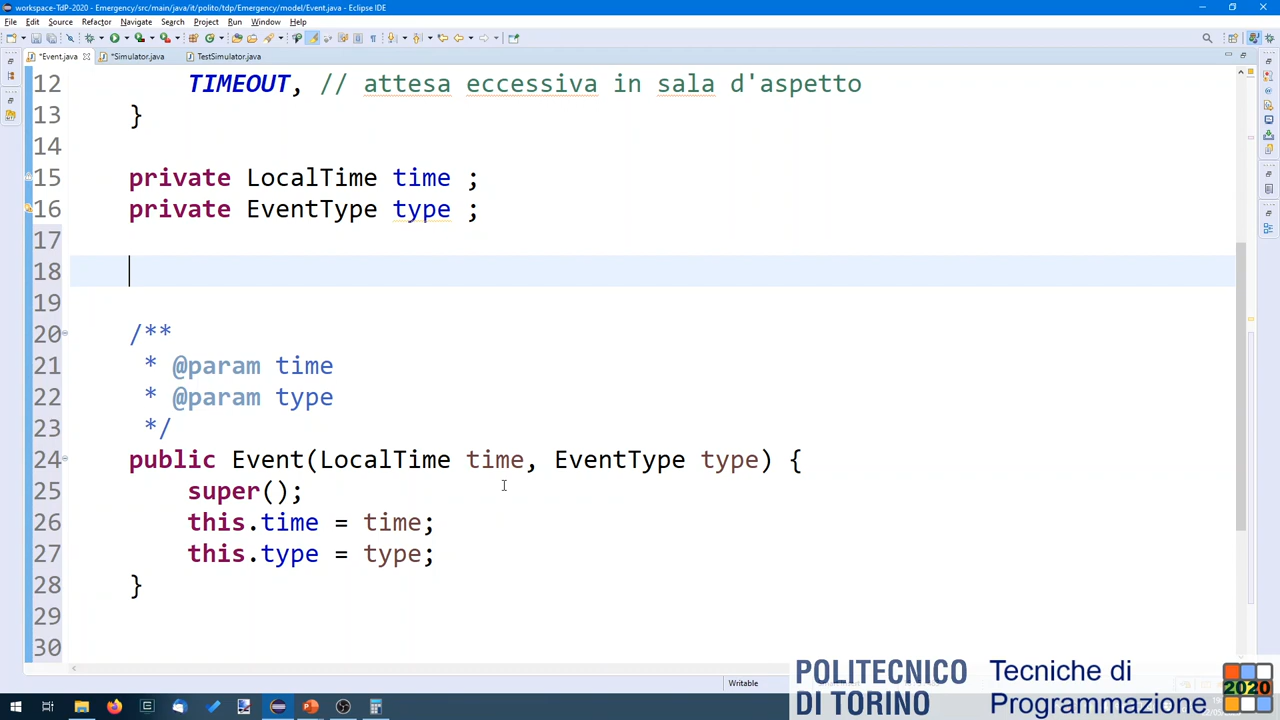 workspace-TdP-2020 - Emergency/src/main/java/it/polito/tdp/Emergency/model/Event.java - Eclipse IDE
File Edit Source Refactor Navigate Search Project Run Window Help
*Event.java *Simulator.java TestSimulator.java
12 TIMEOUT, // attesa eccessiva in sala d'aspetto
13 }
14
15 private LocalTime time ;
16 private EventType type ;
17
18
19
20 /**
21 * @param time
22 * @param type
23 */
24 public Event(LocalTime time, EventType type) {
25 super();
26 this.time = time;
27 this.type = type;
28 }
29
30
Writable
POLITECNICO
DI TORINO
Tecniche di
Programmazione
2020